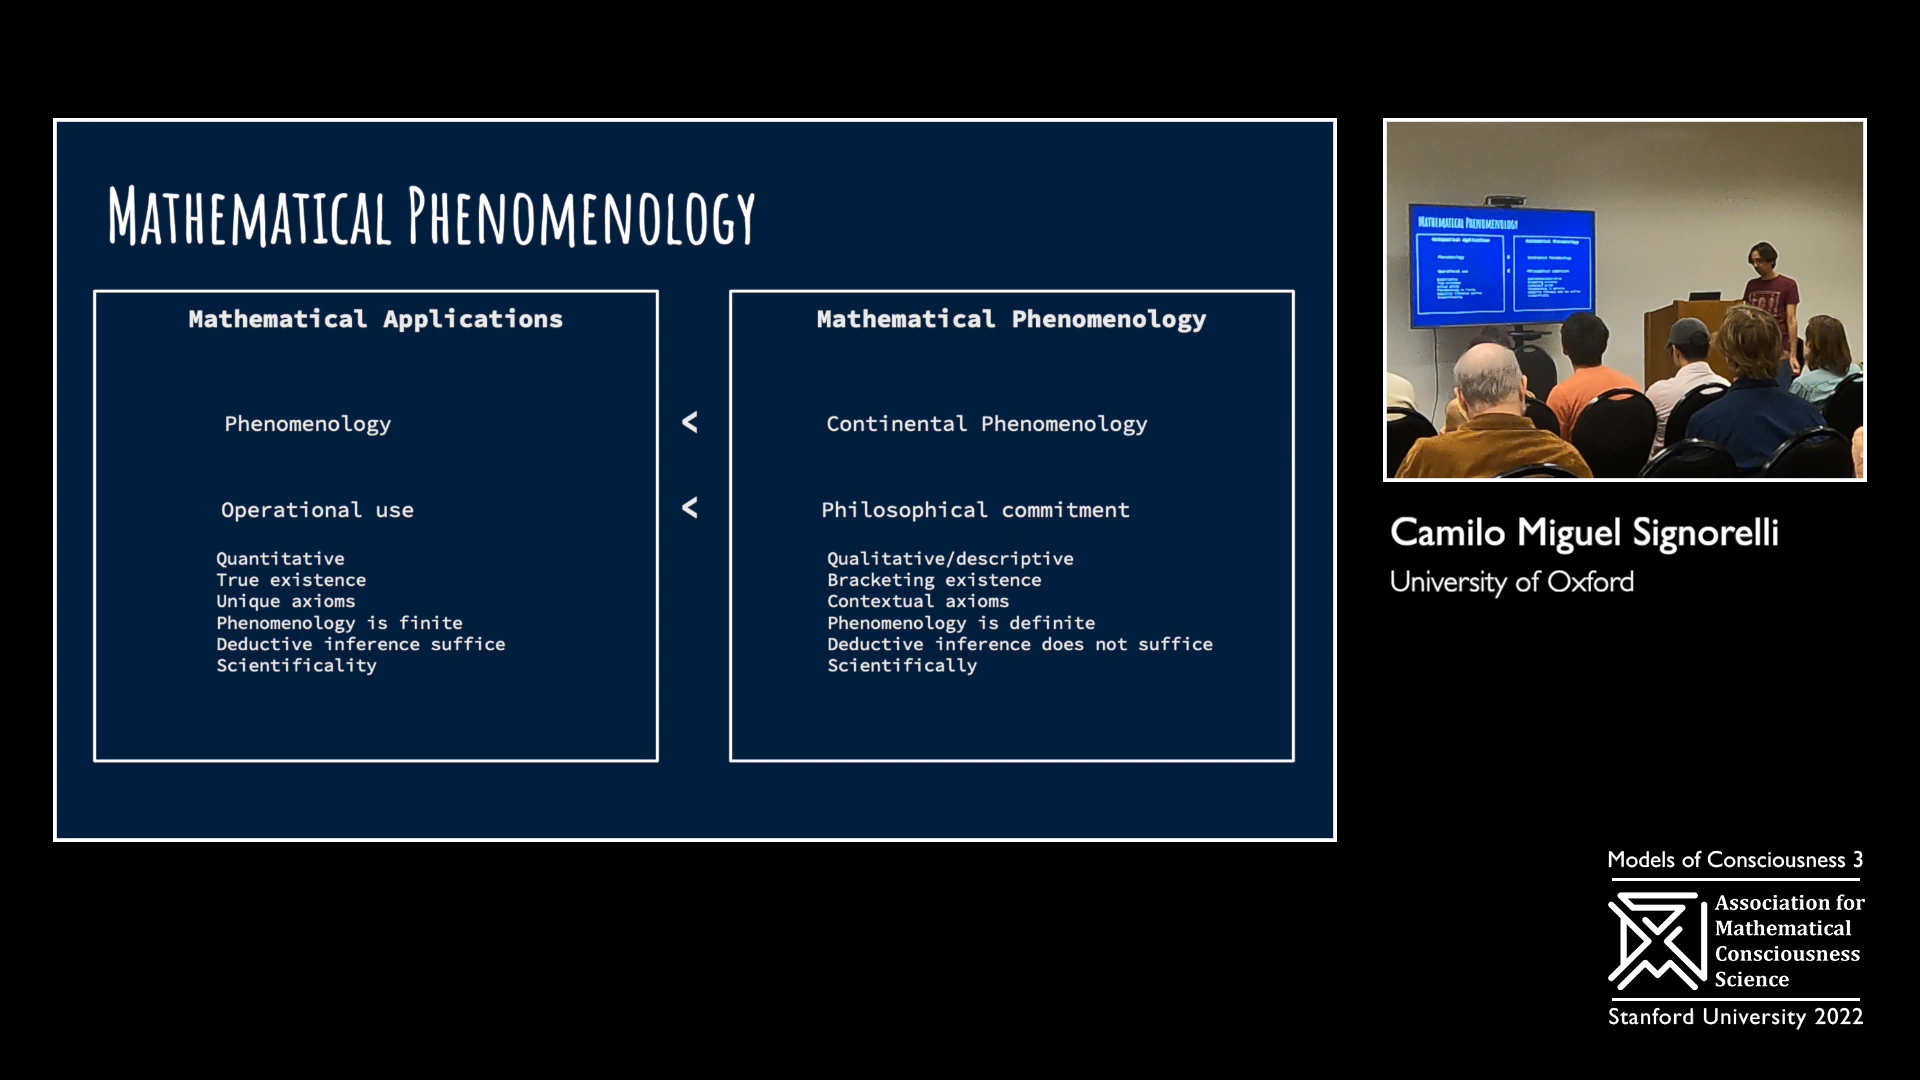 MATHEMATICAL PHENOMENOLOGY
Mathematical Applications
Phenomenology
Operational use
Quantitative
True existence
Unique axioms
Phenomenology is finite
Deductive inference suffice
Scientificality
<
<
Mathematical Phenomenology
Continental Phenomenology
Philosophical commitment
Qualitative/descriptive
Bracketing existence
Contextual axioms
Phenomenology is definite
Deductive inference does not suffice
Scientifically
MATHEMATICAL PHENOMENOLOGY
Camilo Miguel Signorelli
University of Oxford
Models of Consciousness 3
Association for
Mathematical
Consciousness
Science
Stanford University 2022